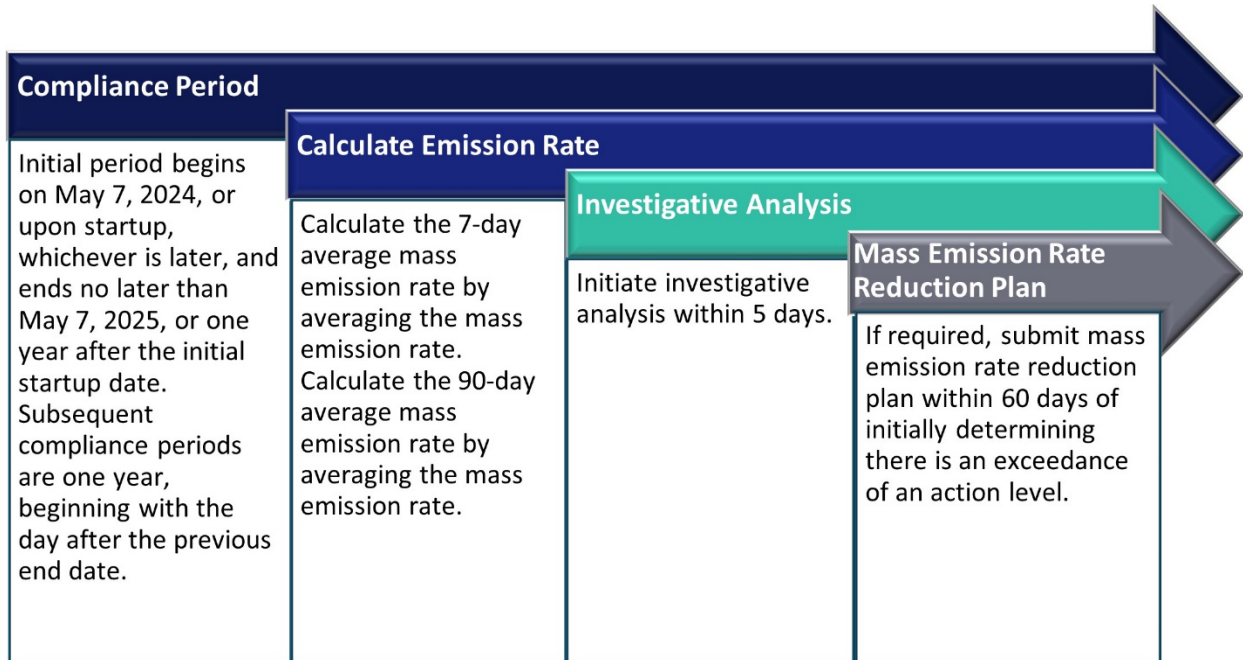 Compliance Period
Initial period begins
on May 7, 2024, or
upon startup,
whichever is later, and
ends no later than
May 7, 2025, or one
year after the initial
startup date.
Subsequent
compliance periods
are one year,
beginning with the
day after the previous
end date.
Calculate Emission Rate
Calculate the 7-day
average mass
emission rate by
averaging the mass
emission rate.
Calculate the 90-day
average mass
emission rate by
averaging the mass
emission rate.
Investigative Analysis
Initiate investigative
analysis within 5 days.
Mass Emission Rate
Reduction Plan
If required, submit mass
emission rate reduction
plan within 60 days of
initially determining
there is an exceedance
of an action level.